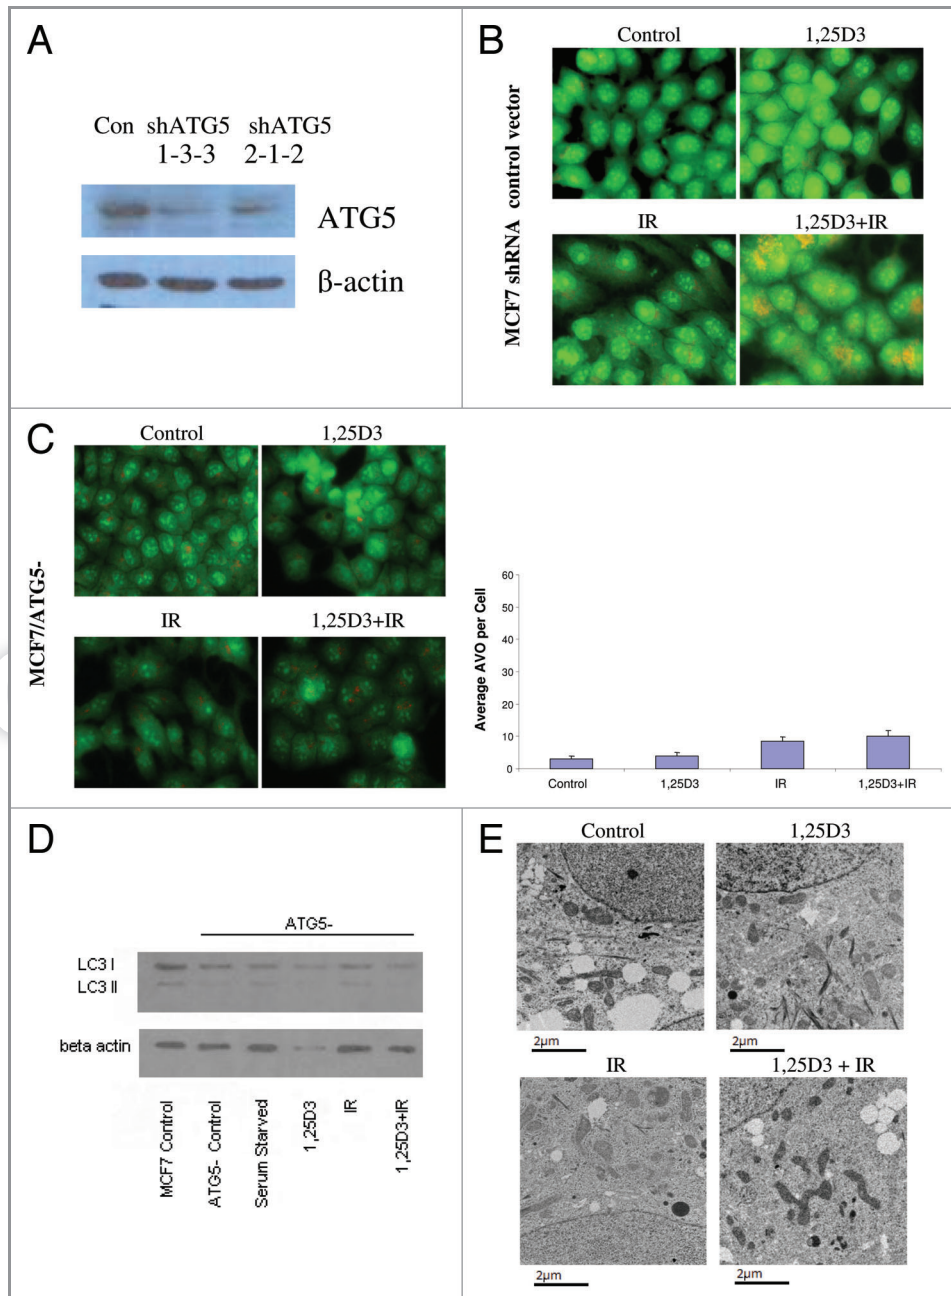 A
Con shATG5 shATG5
1-3-3 2-1-2
ATG5
β-actin
B
MCF7 shRNA control vector
Control 1,25D3
IR 1,25D3+IR
C
MCF7/ATG5-
Control 1,25D3
IR 1,25D3+IR
Average AVO per Cell
60
50
40
30
20
10
0
Control 1,25D3 IR 1,25D3+IR
D
ATG5-
LC3 I
LC3 II
beta actin
MCF7 Control
ATG5- Control
Serum Starved
1,25D3
IR
1,25D3+IR
E
Control 1,25D3
2µm 2µm
IR 1,25D3 + IR
2µm 2µm